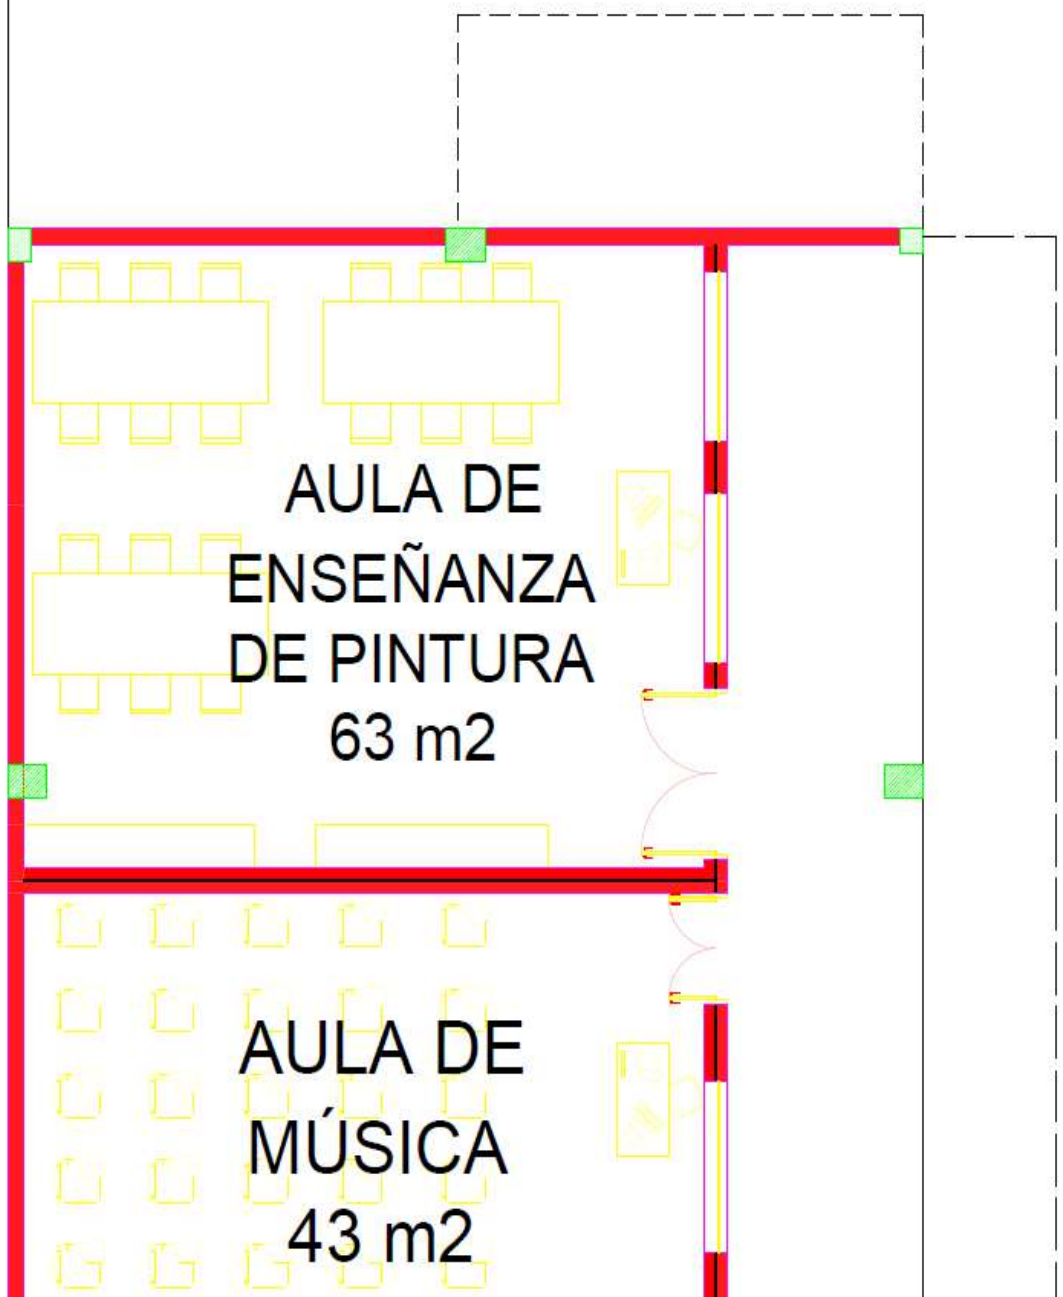 AULA DE
ENSEÑANZA
DE PINTURA
63 m2
AULA DE
MÚSICA
43 m2